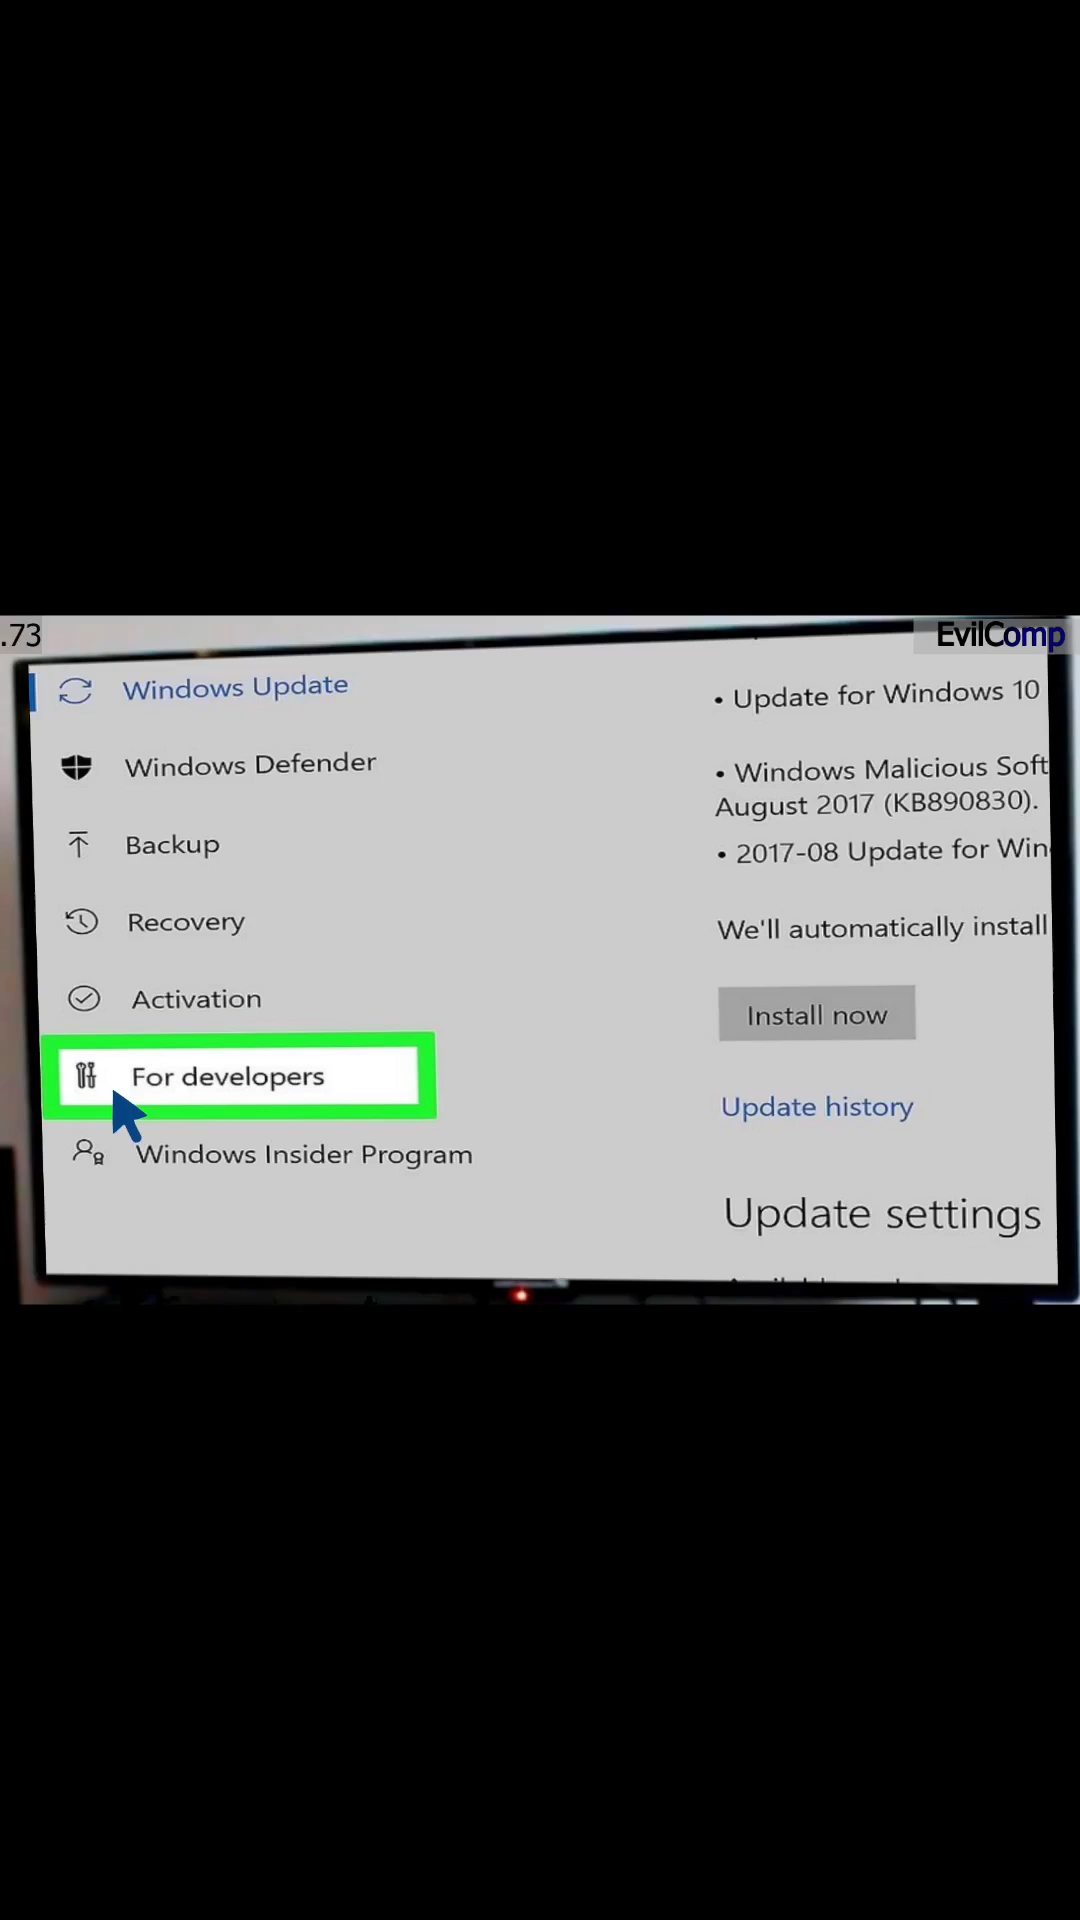 .73
EvilComp
Windows Update
Windows Defender
Backup
Recovery
Activation
For developers
Windows Insider Program
• Update for Windows 10
• Windows Malicious Soft
August 2017 (KB890830).
• 2017-08 Update for Win
We'll automatically install
Install now
Update history
Update settings